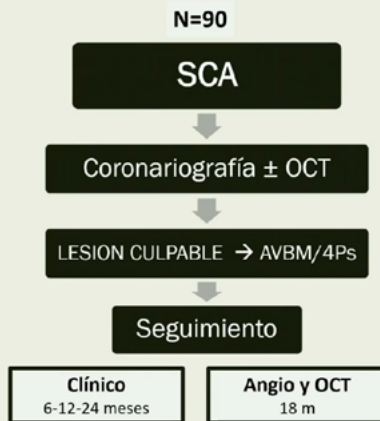 N=90
SCA
Coronariografía ± OCT
LESION CULPABLE → AVBM/4Ps
Seguimiento
Clínico
6-12-24 meses
Angio y OCT
18 m